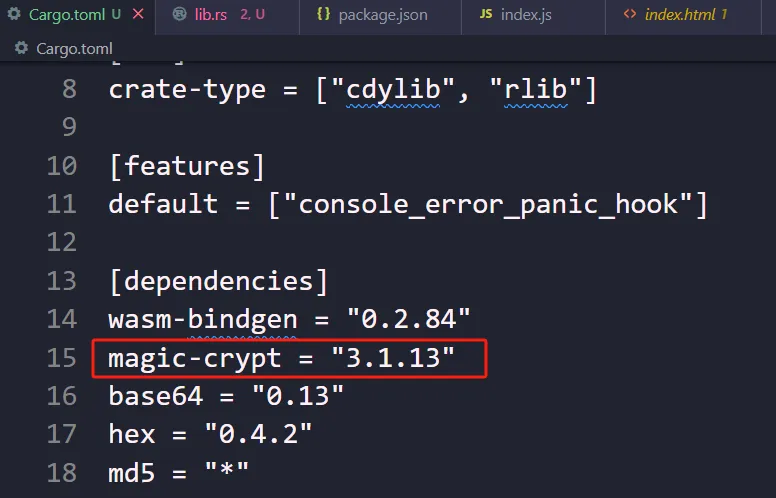 Cargo.toml U × lib.rs 2, U {} package.json JS index.js <> index.html 1
Cargo.toml
8 crate-type = ["cdylib", "rlib"]
9
10 [features]
11 default = ["console_error_panic_hook"]
12
13 [dependencies]
14 wasm-bindgen = "0.2.84"
15 magic-crypt = "3.1.13"
16 base64 = "0.13"
17 hex = "0.4.2"
18 md5 = "*"